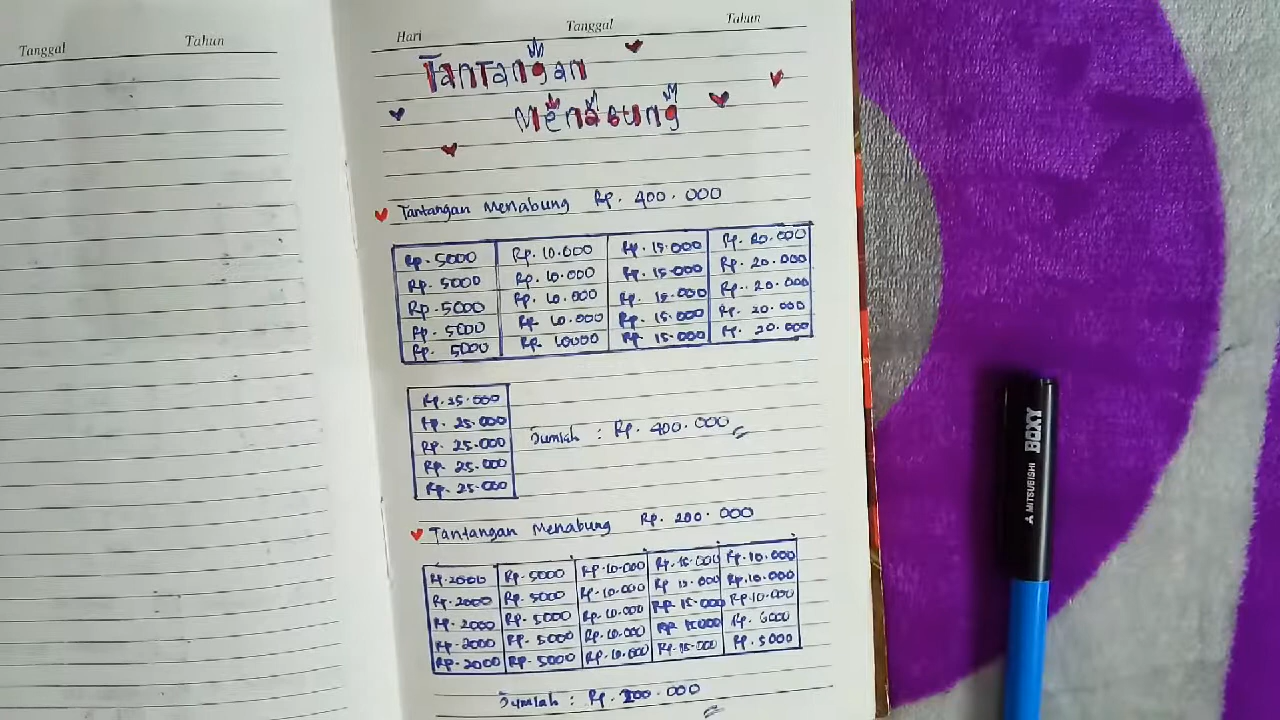 Tanggal Tahun
Hari Tanggal Tahun
Tantangan
Menabung
Tantangan Menabung Rp. 400.000
Rp. 5000 Rp. 10.000 Rp. 15.000 Rp. 20.000
Rp. 5000 Rp. 10.000 Rp. 15.000 Rp. 20.000
Rp. 5000 Rp. 10.000 Rp. 15.000 Rp. 20.000
Rp. 5000 Rp. 10.000 Rp. 15.000 Rp. 20.000
Rp. 5000 Rp. 10000 Rp. 15.000 Rp. 20.000
Rp. 25.000
Rp. 25.000
Rp. 25.000
Rp. 25.000
Rp. 25.000
Jumlah : Rp. 400.000
Tantangan Menabung Rp. 200.000
Rp. 2000 Rp. 5000 Rp. 10.000 Rp. 15.000 Rp. 10.000
Rp. 2000 Rp. 5000 Rp. 10.000 Rp. 15.000 Rp. 10.000
Rp. 2000 Rp. 5000 Rp. 10.000 Rp. 15.000 Rp. 10.000
Rp. 2000 Rp. 5000 Rp. 10.000 Rp. 15.000 Rp.
Rp. 2000 Rp. 5000 Rp. 10.000 Rp. 15.000 Rp. 5000
Jumlah : Rp. 200.000
MITSUBISHI BOXY